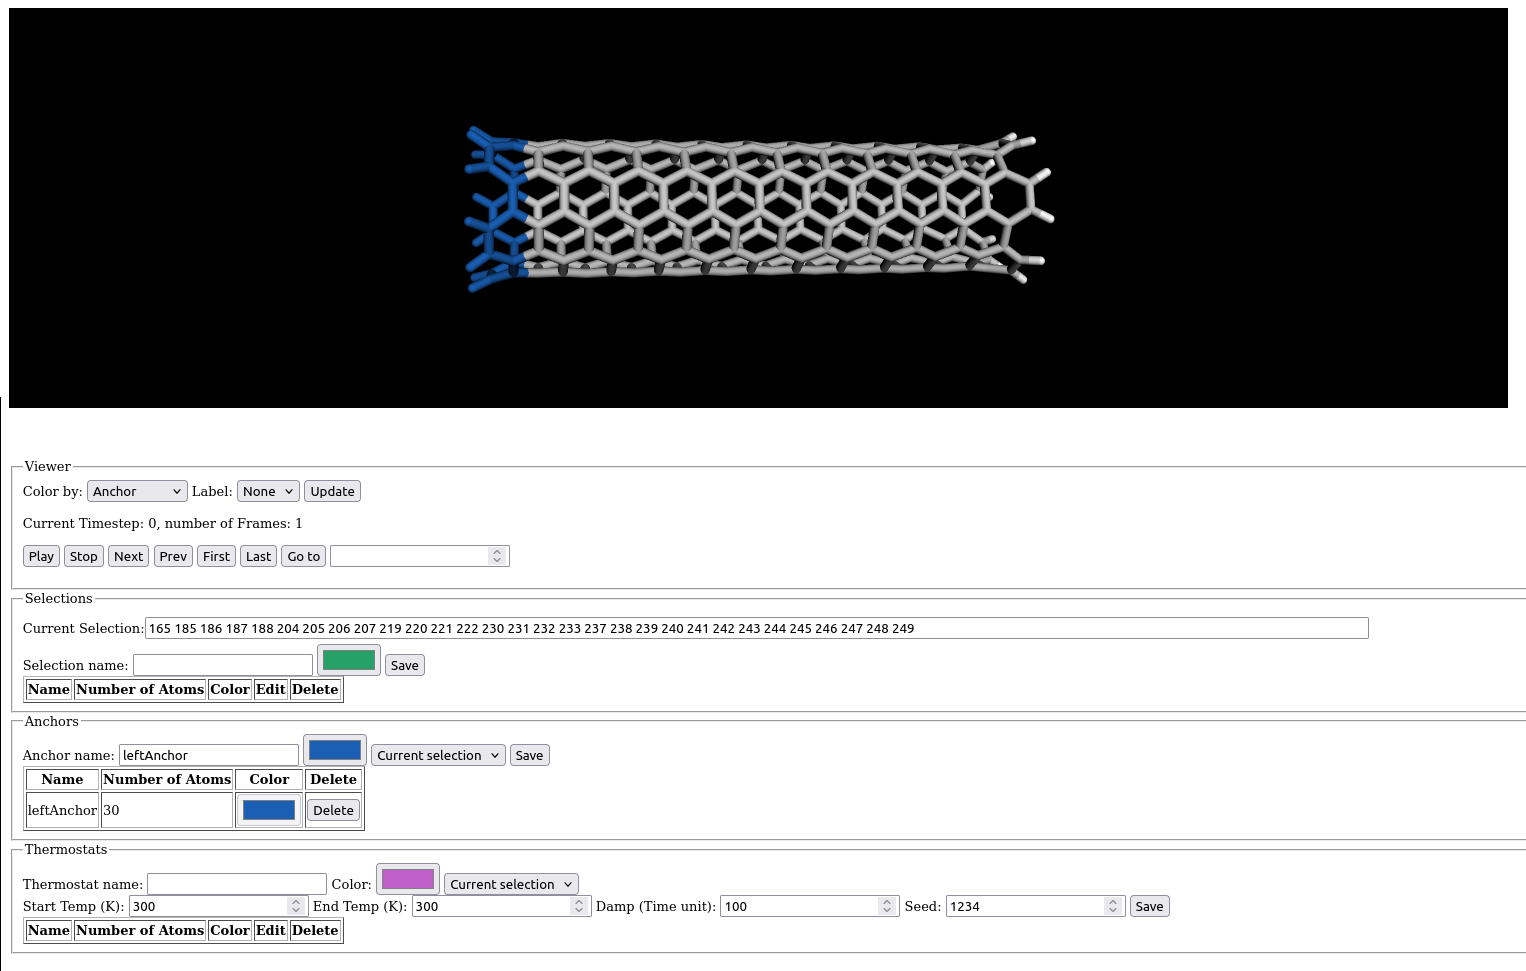 Viewer
Color by: Anchor Label: None Update
Current Timestep: 0, number of Frames: 1
Play Stop Next Prev First Last Go to
Selections
Current Selection: 165 185 186 187 188 204 205 206 207 219 220 221 222 230 231 232 233 237 238 239 240 241 242 243 244 245 246 247 248 249
Selection name: Save
Name Number of Atoms Color Edit Delete
Anchors
Anchor name: leftAnchor Current selection Save
Name Number of Atoms Color Delete
leftAnchor 30 Delete
Thermostats
Thermostat name: Color: Current selection
Start Temp (K): 300 End Temp (K): 300 Damp (Time unit): 100 Seed: 1234 Save
Name Number of Atoms Color Edit Delete